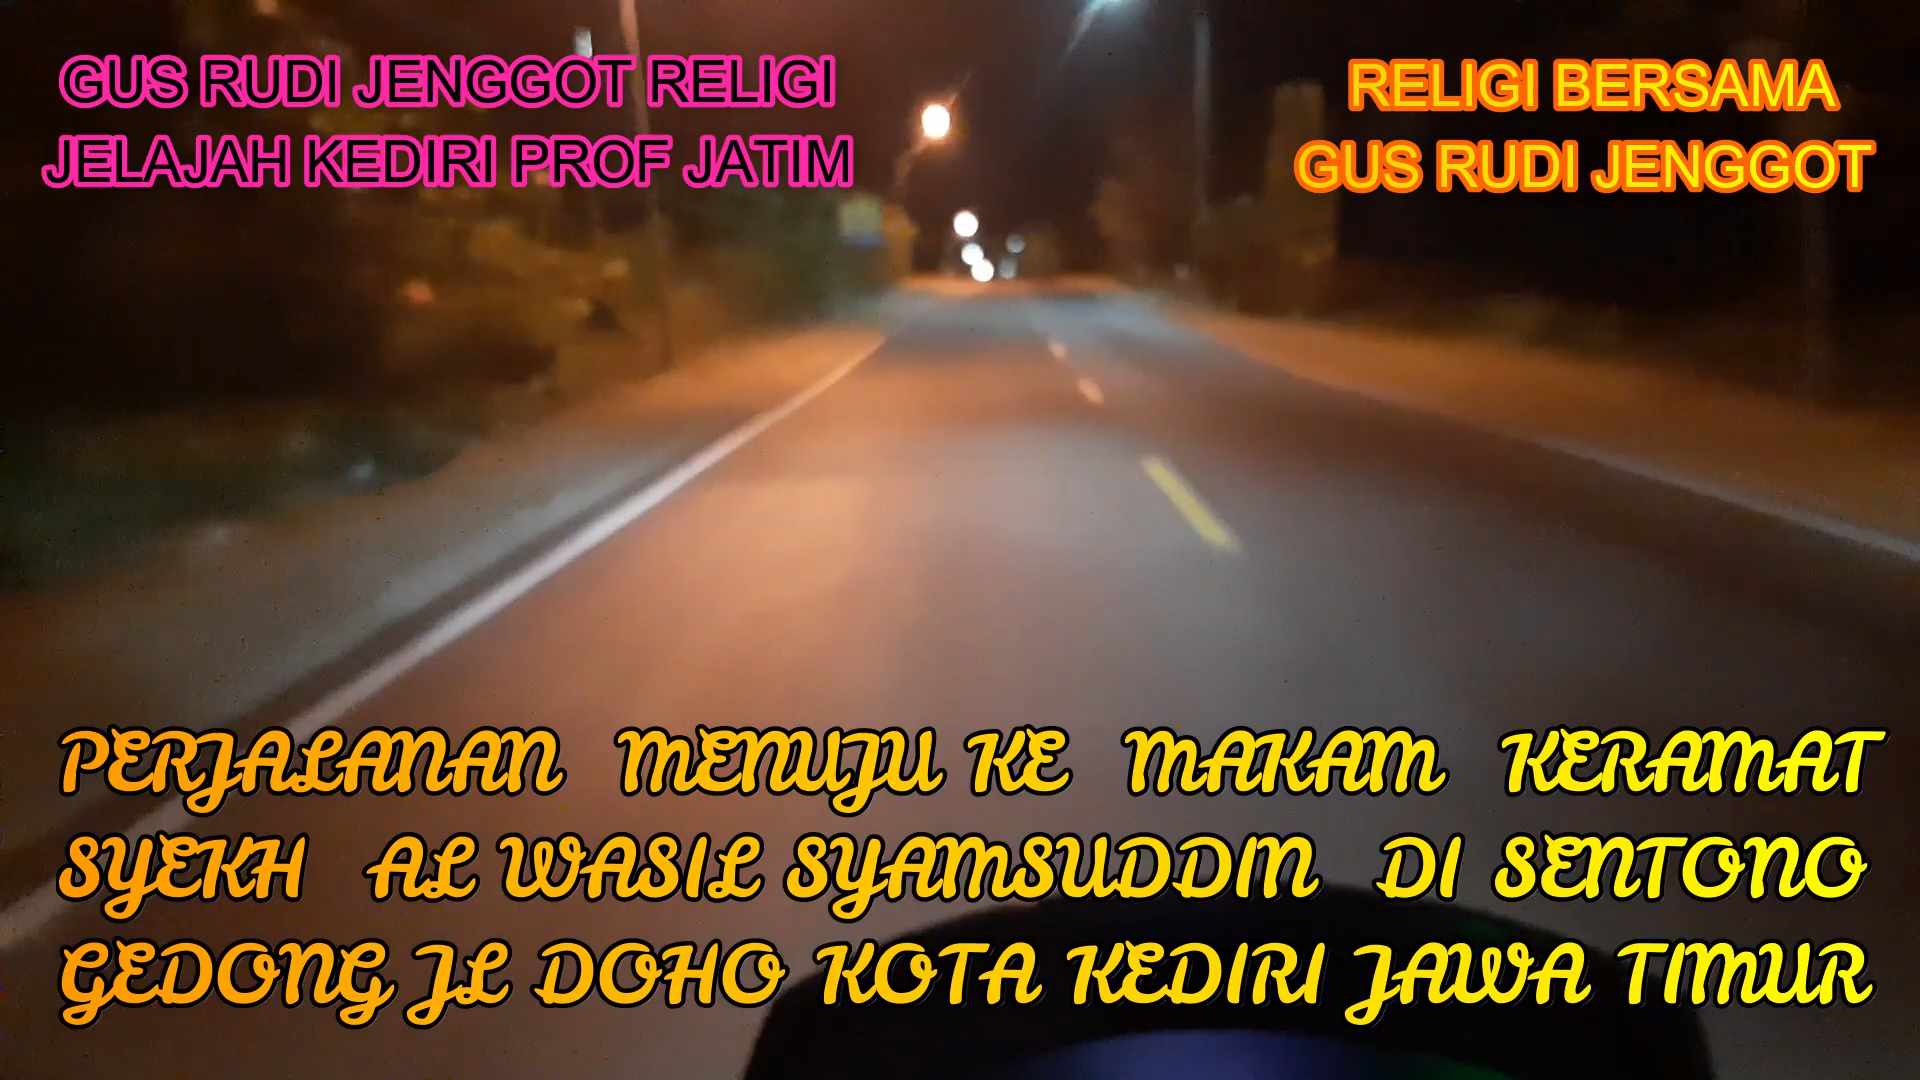 GUS RUDI JENGGOT RELIGI
JELAJAH KEDIRI PROF JATIM
RELIGI BERSAMA
GUS RUDI JENGGOT
PERJALANAN MENUJU KE MAKAM KERAMAT
SYEKH AL WASIL SYAMSUDDIN DI SENTONO
GEDONG JL DOHO KOTA KEDIRI JAWA TIMUR